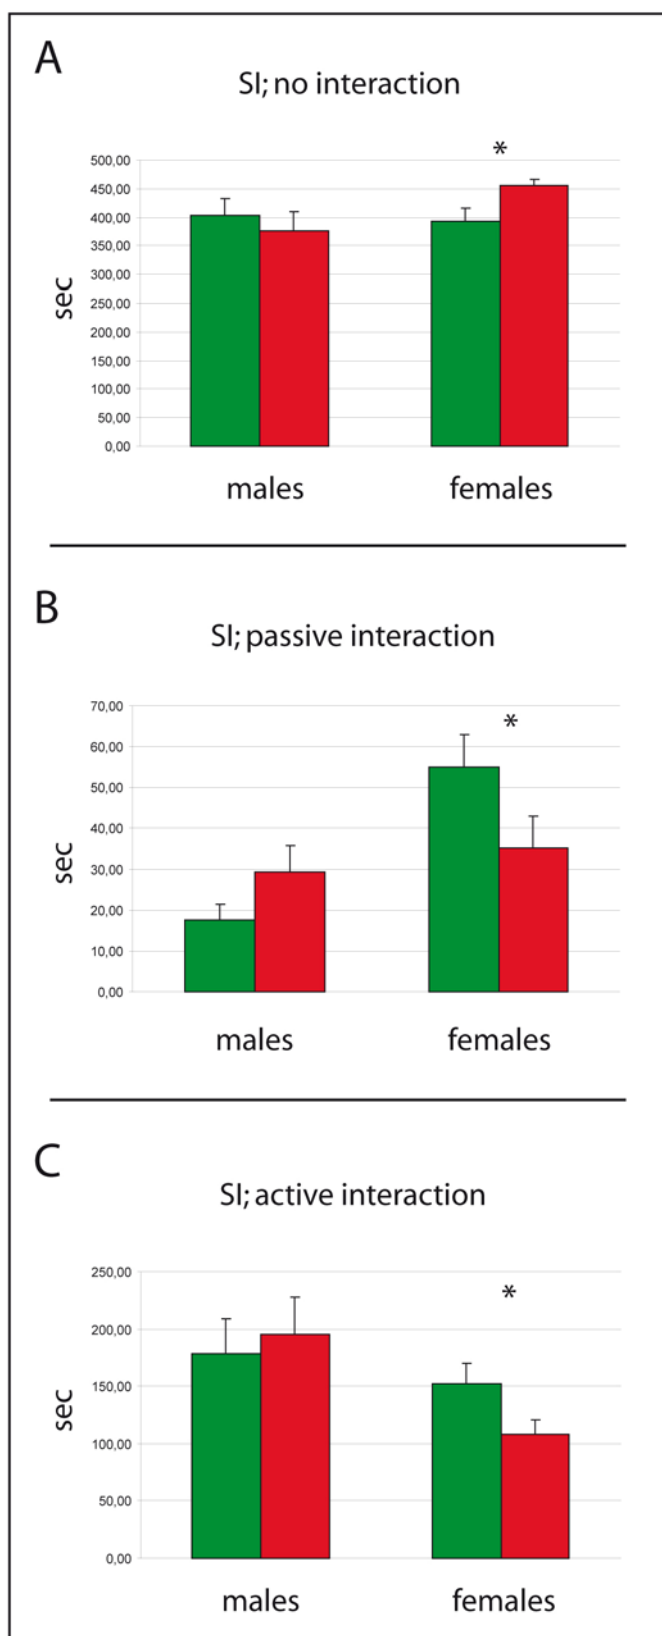 A
SI; no interaction
*
500,00
450,00
400,00
350,00
300,00
250,00
200,00
150,00
100,00
50,00
0,00
sec
males females
B
SI; passive interaction
*
70,00
60,00
50,00
40,00
30,00
20,00
10,00
0,00
sec
males females
C
SI; active interaction
*
250,00
200,00
150,00
100,00
50,00
0,00
sec
males females